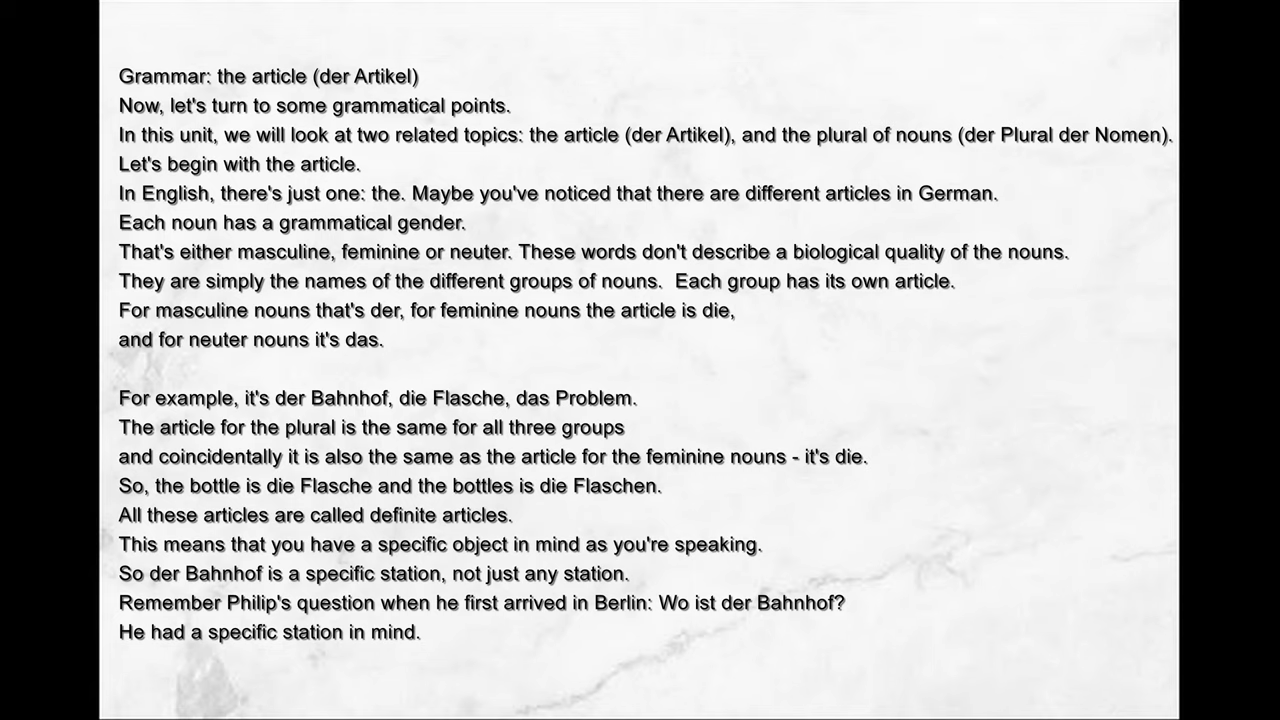 Grammar: the article (der Artikel)
Now, let's turn to some grammatical points.
In this unit, we will look at two related topics: the article (der Artikel), and the plural of nouns (der Plural der Nomen).
Let's begin with the article.
In English, there's just one: the. Maybe you've noticed that there are different articles in German.
Each noun has a grammatical gender.
That's either masculine, feminine or neuter. These words don't describe a biological quality of the nouns.
They are simply the names of the different groups of nouns.  Each group has its own article.
For masculine nouns that's der, for feminine nouns the article is die,
and for neuter nouns it's das.
For example, it's der Bahnhof, die Flasche, das Problem.
The article for the plural is the same for all three groups
and coincidentally it is also the same as the article for the feminine nouns - it's die.
So, the bottle is die Flasche and the bottles is die Flaschen.
All these articles are called definite articles.
This means that you have a specific object in mind as you're speaking.
So der Bahnhof is a specific station, not just any station.
Remember Philip's question when he first arrived in Berlin: Wo ist der Bahnhof?
He had a specific station in mind.